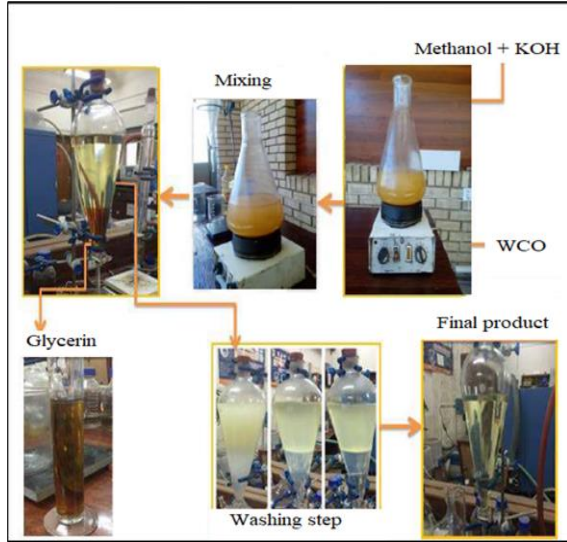 Methanol + KOH
Mixing
WCO
Glycerin
Final product
Washing step